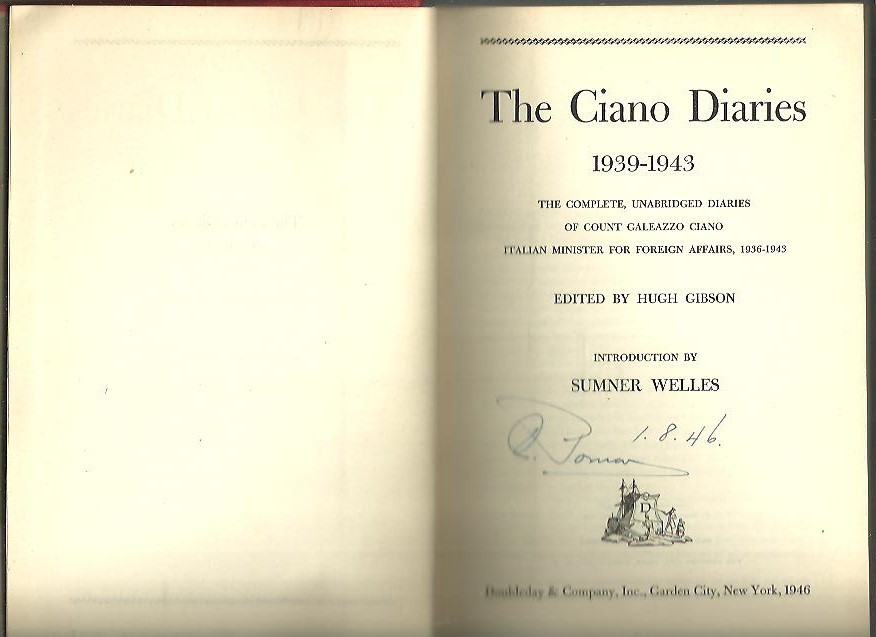 The Ciano Diaries
1939-1943
THE COMPLETE, UNABRIDGED DIARIES
OF COUNT GALEAZZO CIANO
ITALIAN MINISTER FOR FOREIGN AFFAIRS, 1936-1943
EDITED BY HUGH GIBSON
INTRODUCTION BY
SUMNER WELLES
1.8.46.
D
Doubleday & Company, Inc., Garden City, New York, 1946